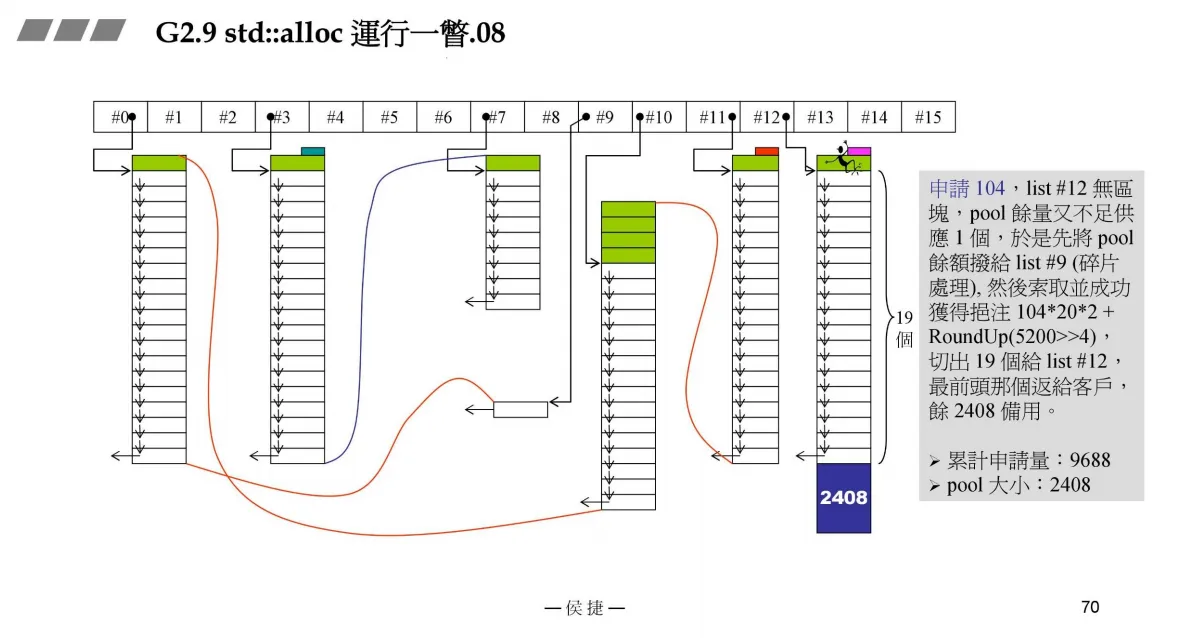 G2.9 std::alloc 運行一瞥.08
#0 #1 #2 #3 #4 #5 #6 #7 #8 #9 #10 #11 #12 #13 #14 #15
申請 104，list #12 無區
塊，pool 餘量又不足供
應 1 個，於是先將 pool
餘額撥給 list #9 (碎片
處理), 然後索取並成功
獲得挹注 104*20*2 +
RoundUp(5200>>4)，
切出 19 個給 list #12，
最前頭那個返給客戶，
餘 2408 備用。
➢ 累計申請量：9688
➢ pool 大小：2408
19
個
2408
— 侯 捷 —
70